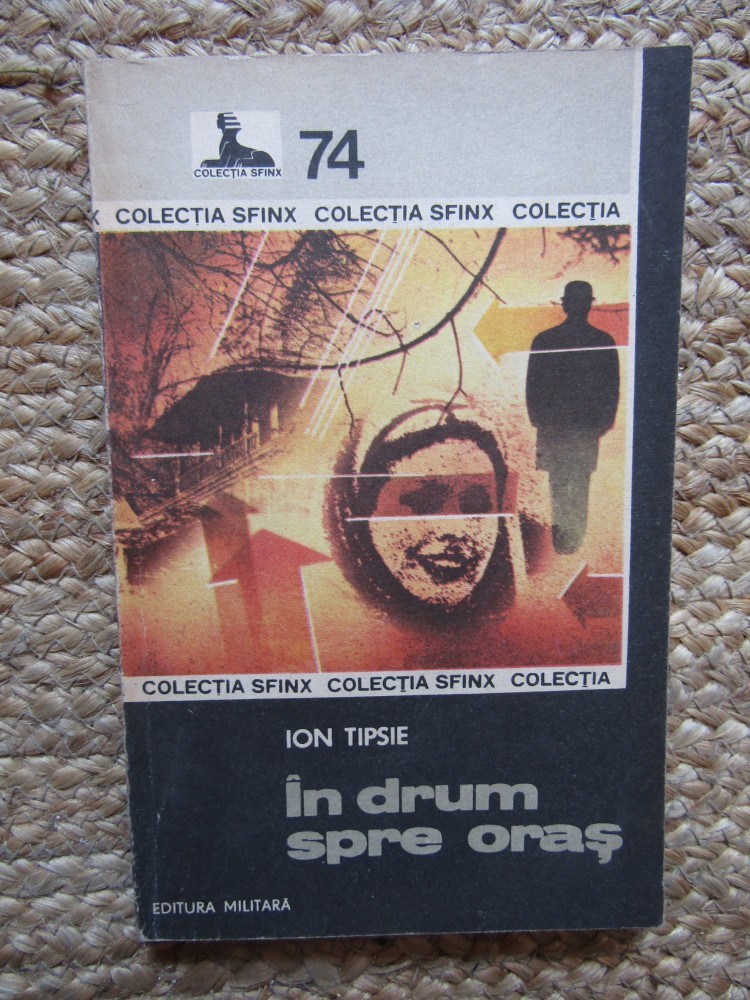 COLECȚIA SFINX
74
X COLECȚIA SFINX COLECȚIA SFINX COLECȚIA
COLECȚIA SFINX COLECȚIA SFINX COLECȚIA
ION TIPSIE
În drum
spre oraș
EDITURA MILITARĂ